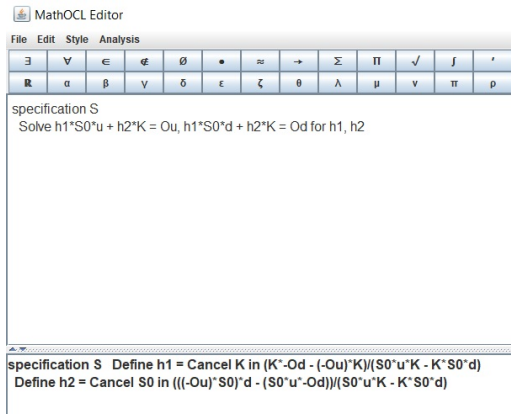 MathOCL Editor
File Edit Style Analysis
∃ ∀ ∈ ∉ Ø • ≈ → Σ Π √ ∫ ′
ℝ α β γ δ ε ζ θ λ μ ν π ρ
specification S
Solve h1*S0*u + h2*K = Ou, h1*S0*d + h2*K = Od for h1, h2
specification S Define h1 = Cancel K in (K*-Od - (-Ou)*K)/(S0*u*K - K*S0*d)
Define h2 = Cancel S0 in (((-Ou)*S0)*d - (S0*u*-Od))/(S0*u*K - K*S0*d)